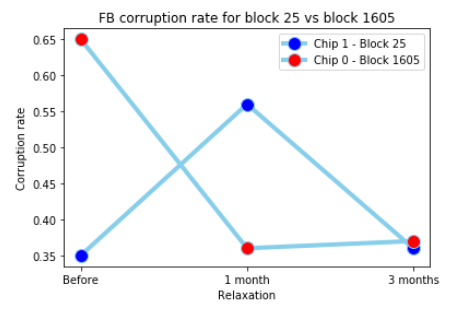 FB corruption rate for block 25 vs block 1605
Chip 1 - Block 25
Chip 0 - Block 1605
Corruption rate
0.65
0.60
0.55
0.50
0.45
0.40
0.35
Before
1 month
3 months
Relaxation